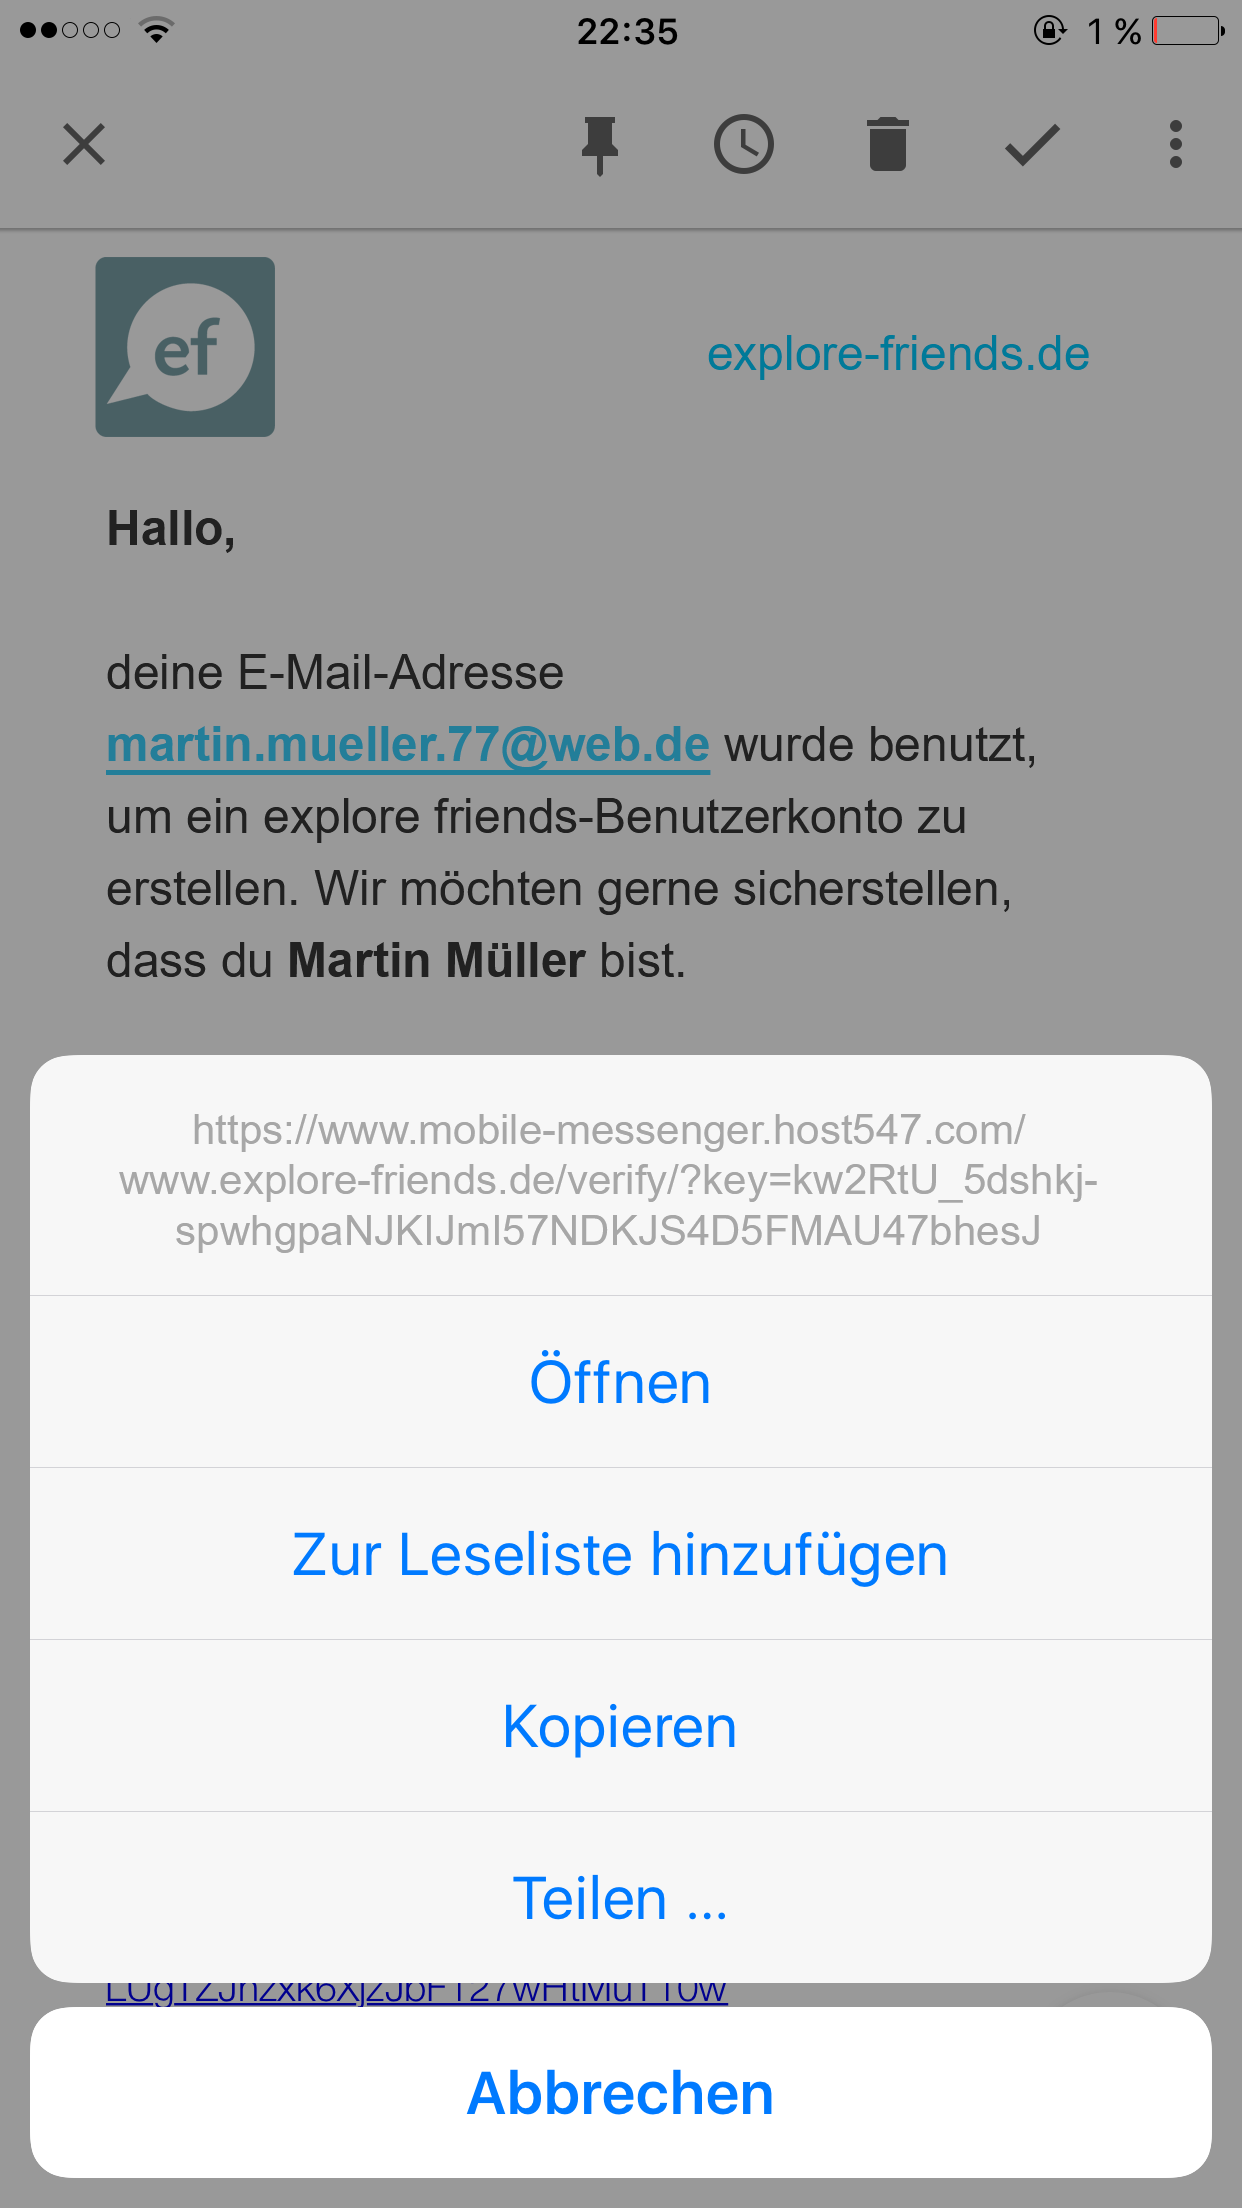 22:35
1 %
ef
explore-friends.de
Hallo,
deine E-Mail-Adresse
martin.mueller.77@web.de wurde benutzt,
um ein explore friends-Benutzerkonto zu
erstellen. Wir möchten gerne sicherstellen,
dass du Martin Müller bist.
https://www.mobile-messenger.host547.com/
www.explore-friends.de/verify/?key=kw2RtU_5dshkj-
spwhgpaNJKIJmI57NDKJS4D5FMAU47bhesJ
Öffnen
Zur Leseliste hinzufügen
Kopieren
Teilen ...
Abbrechen